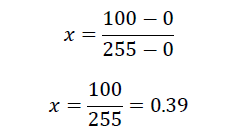 x = (100 − 0) / (255 − 0)
x = 100 / 255 = 0.39